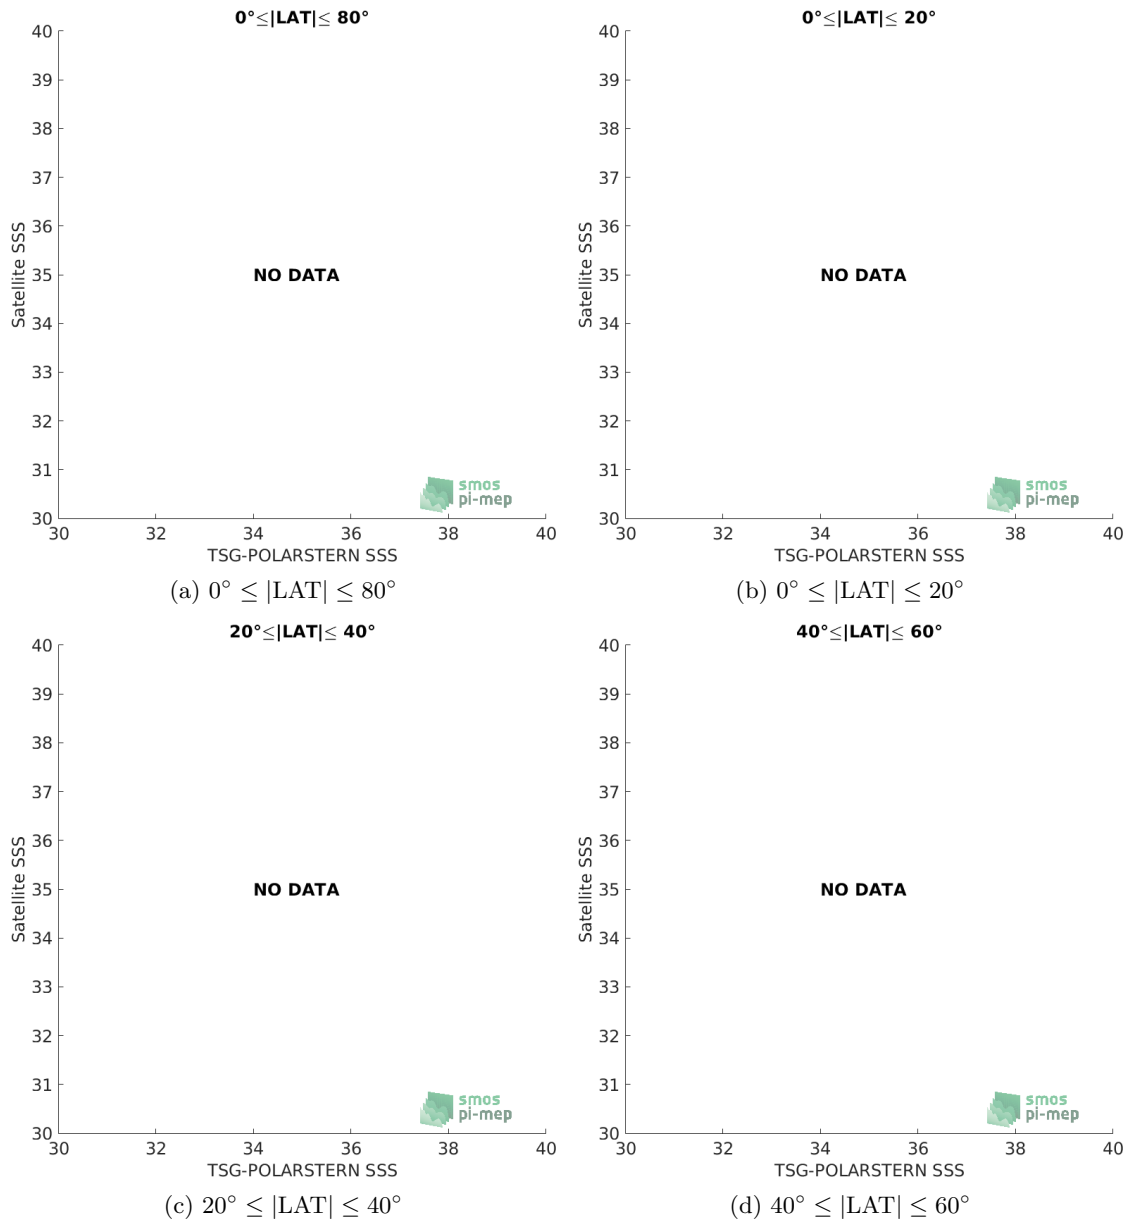 0°≤|LAT|≤ 80°
40
39
38
37
36
35
34
33
32
31
30
Satellite SSS
NO DATA
smos
pi-mep
30 32 34 36 38 40
TSG-POLARSTERN SSS
(a) 0° ≤ |LAT| ≤ 80°
0°≤|LAT|≤ 20°
40
39
38
37
36
35
34
33
32
31
30
Satellite SSS
NO DATA
smos
pi-mep
30 32 34 36 38 40
TSG-POLARSTERN SSS
(b) 0° ≤ |LAT| ≤ 20°
20°≤|LAT|≤ 40°
40
39
38
37
36
35
34
33
32
31
30
Satellite SSS
NO DATA
smos
pi-mep
30 32 34 36 38 40
TSG-POLARSTERN SSS
(c) 20° ≤ |LAT| ≤ 40°
40°≤|LAT|≤ 60°
40
39
38
37
36
35
34
33
32
31
30
Satellite SSS
NO DATA
smos
pi-mep
30 32 34 36 38 40
TSG-POLARSTERN SSS
(d) 40° ≤ |LAT| ≤ 60°